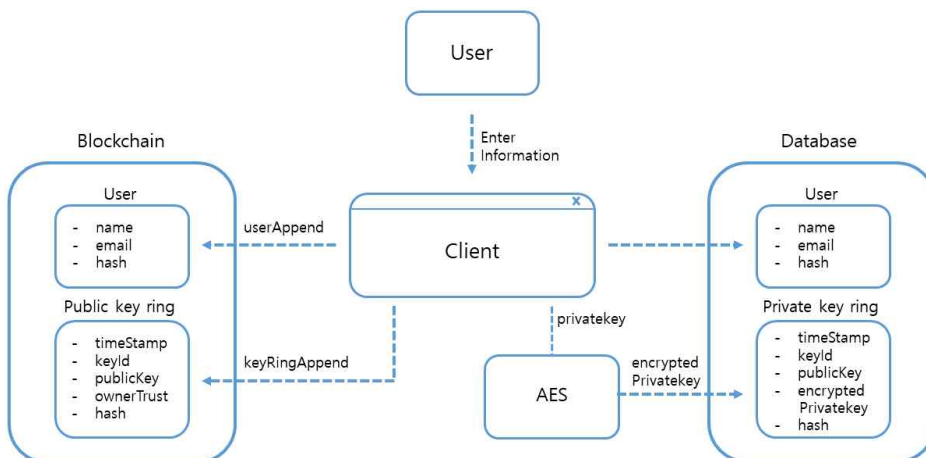 User
Enter
Information
Blockchain
User
- name
- email
- hash
Public key ring
- timeStamp
- keyId
- publicKey
- ownerTrust
- hash
userAppend
keyRingAppend
x
Client
privatekey
AES
encrypted
Privatekey
Database
User
- name
- email
- hash
Private key ring
- timeStamp
- keyId
- publicKey
- encrypted
Privatekey
- hash